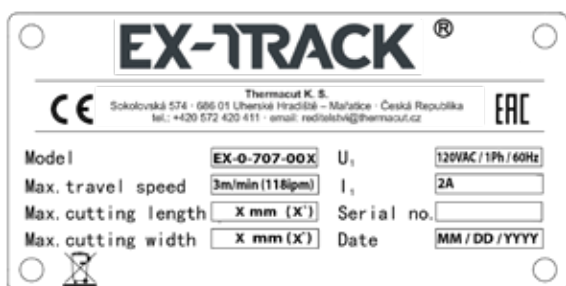 EX-TRACK ®
Thermacut K. S.
Sokolovská 574 · 686 01 Uherské Hradiště – Mařatice · Česká Republika
tel.: +420 572 420 411 · email: reditelstvi@thermacut.cz
CE
EAC
Model EX-0-707-00X U₁ 120VAC / 1Ph / 60Hz
Max. travel speed 3m/min (118ipm) I₁ 2A
Max. cutting length X mm (X") Serial no.
Max. cutting width X mm (X") Date MM / DD / YYYY